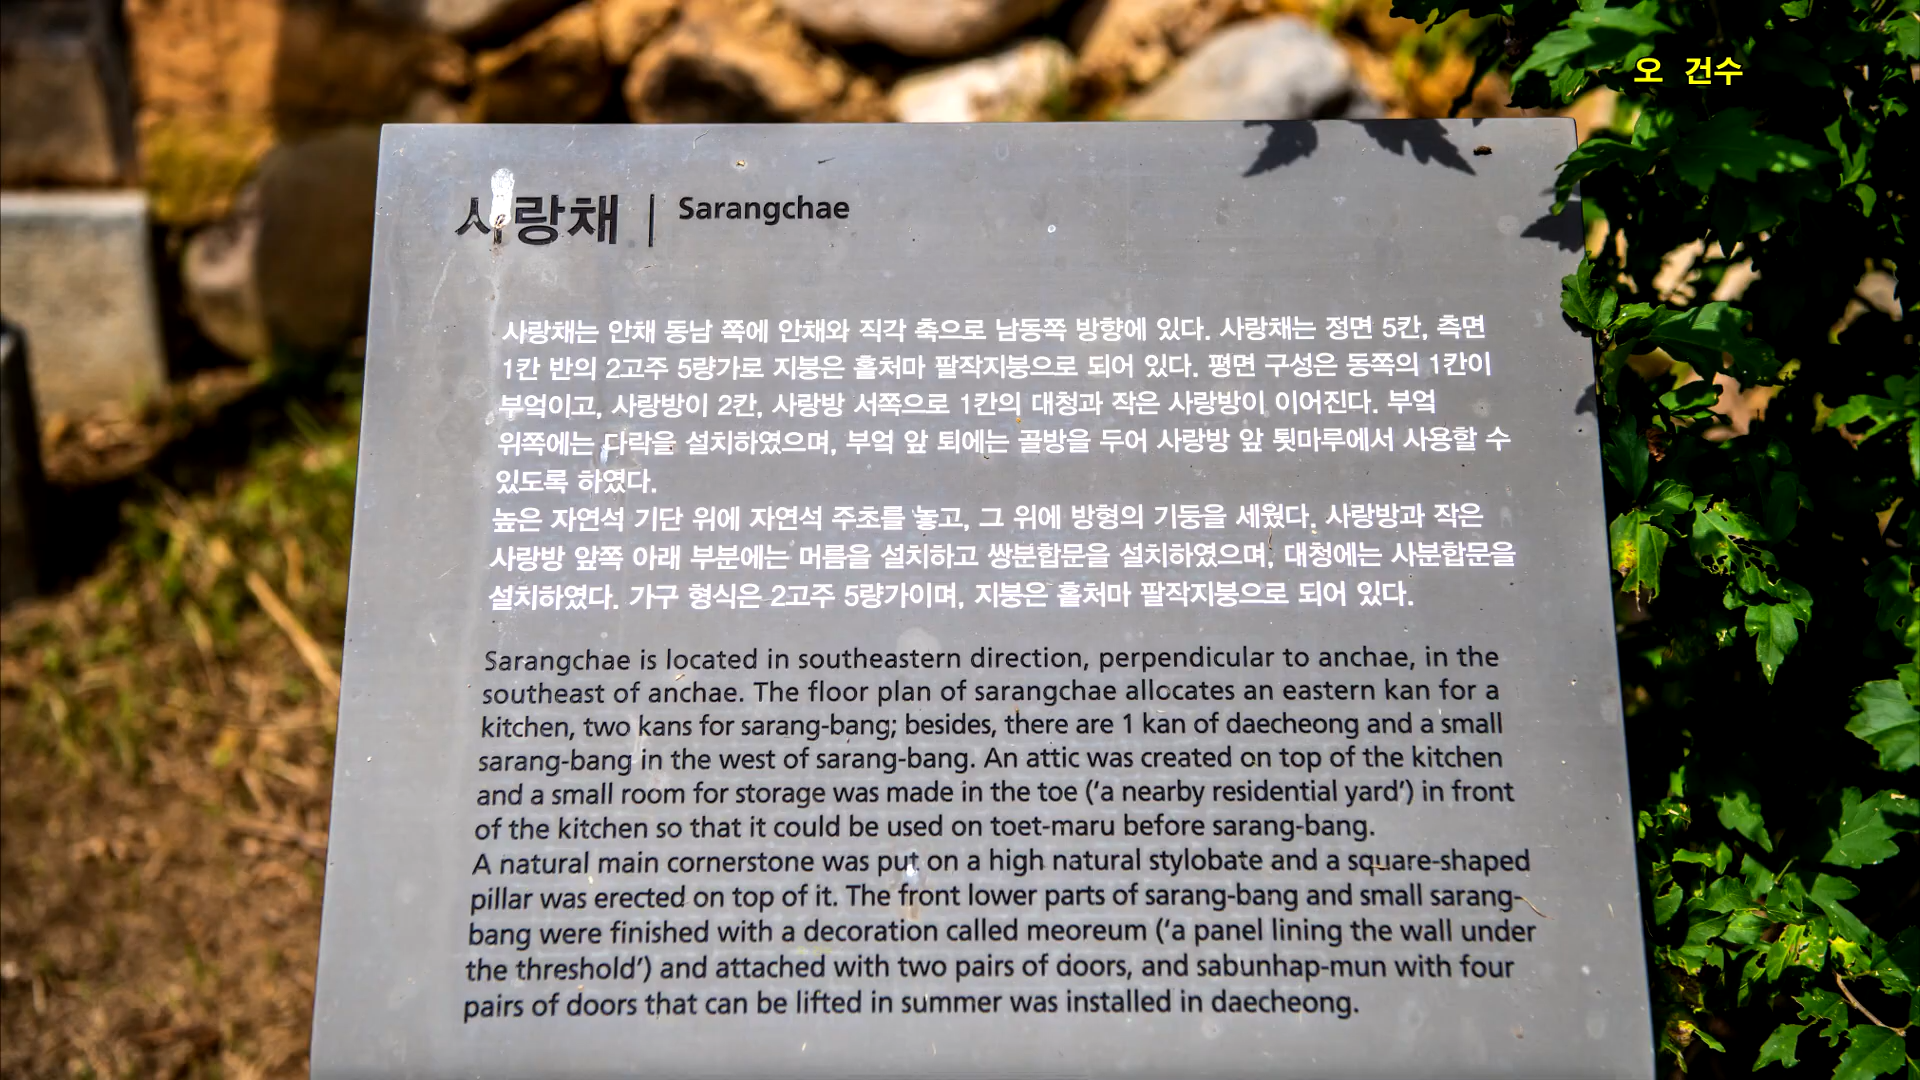 오 건수
사랑채 | Sarangchae
사랑채는 안채 동남 쪽에 안채와 직각 축으로 남동쪽 방향에 있다. 사랑채는 정면 5칸, 측면
1칸 반의 2고주 5량가로 지붕은 홑처마 팔작지붕으로 되어 있다. 평면 구성은 동쪽의 1칸이
부엌이고, 사랑방이 2칸, 사랑방 서쪽으로 1칸의 대청과 작은 사랑방이 이어진다. 부엌
위쪽에는 다락을 설치하였으며, 부엌 앞 퇴에는 골방을 두어 사랑방 앞 툇마루에서 사용할 수
있도록 하였다.
높은 자연석 기단 위에 자연석 주초를 놓고, 그 위에 방형의 기둥을 세웠다. 사랑방과 작은
사랑방 앞쪽 아래 부분에는 머름을 설치하고 쌍분합문을 설치하였으며, 대청에는 사분합문을
설치하였다. 가구 형식은 2고주 5량가이며, 지붕은 홑처마 팔작지붕으로 되어 있다.
Sarangchae is located in southeastern direction, perpendicular to anchae, in the
southeast of anchae. The floor plan of sarangchae allocates an eastern kan for a
kitchen, two kans for sarang-bang; besides, there are 1 kan of daecheong and a small
sarang-bang in the west of sarang-bang. An attic was created on top of the kitchen
and a small room for storage was made in the toe (‘a nearby residential yard’) in front
of the kitchen so that it could be used on toet-maru before sarang-bang.
A natural main cornerstone was put on a high natural stylobate and a square-shaped
pillar was erected on top of it. The front lower parts of sarang-bang and small sarang-
bang were finished with a decoration called meoreum (‘a panel lining the wall under
the threshold’) and attached with two pairs of doors, and sabunhap-mun with four
pairs of doors that can be lifted in summer was installed in daecheong.